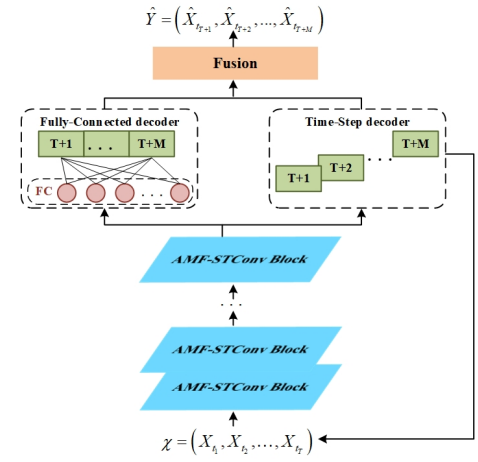 Ŷ = (X̂_{t_{T+1}}, X̂_{t_{T+2}}, ..., X̂_{t_{T+M}})
Fusion
Fully-Connected decoder
T+1 . . . T+M
FC . . . .
Time-Step decoder
T+1 T+2 . . . T+M
AMF-STConv Block
. . .
AMF-STConv Block
AMF-STConv Block
χ = (X_{t_1}, X_{t_2}, ..., X_{t_T})